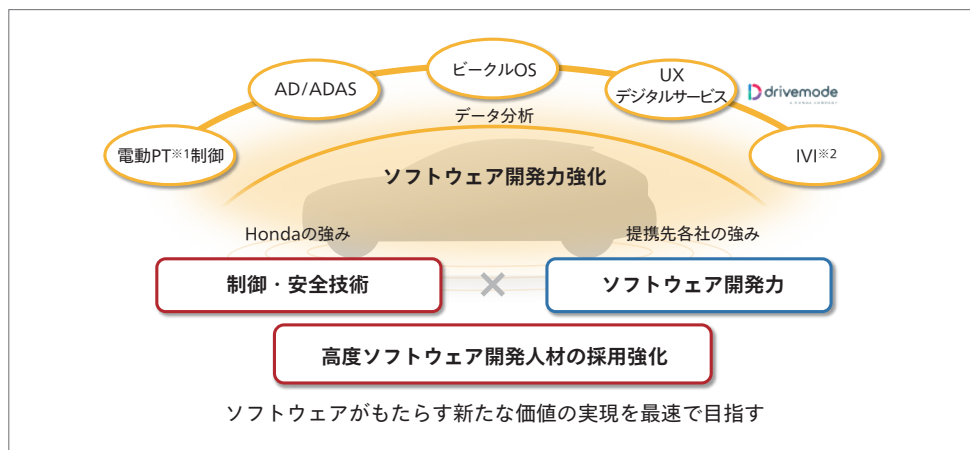 ビークルOS
AD/ADAS
UX
デジタルサービス
drivemode
A HONDA COMPANY
データ分析
電動PT※1制御
IVI※2
ソフトウェア開発力強化
Hondaの強み
提携先各社の強み
制御・安全技術
×
ソフトウェア開発力
高度ソフトウェア開発人材の採用強化
ソフトウェアがもたらす新たな価値の実現を最速で目指す